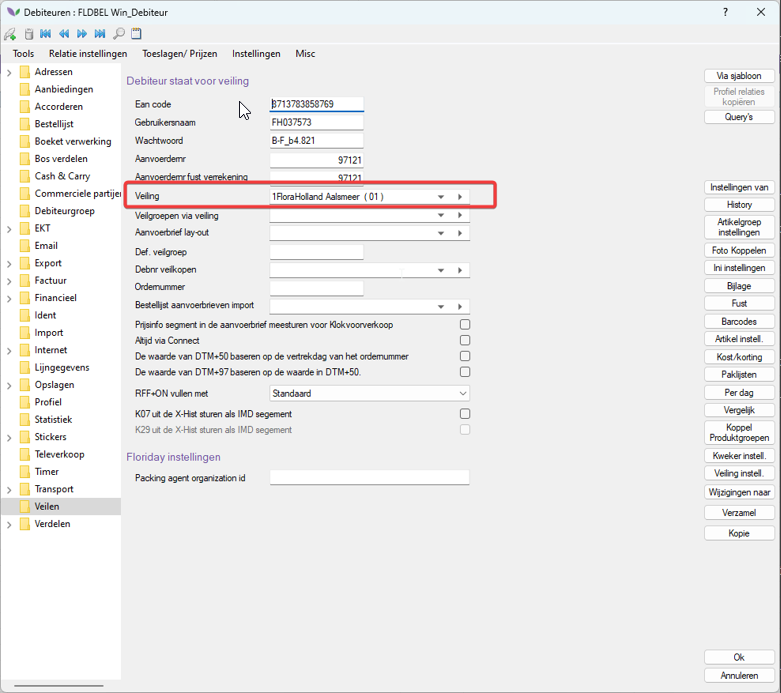 Debiteuren : FLDBEL Win_Debiteur
Tools Relatie instellingen Toeslagen/ Prijzen Instellingen Misc
Adressen
Aanbiedingen
Accorderen
Bestellijst
Boeket verwerking
Bos verdelen
Cash & Carry
Commerciele partijen
Debiteurgroep
EKT
Email
Export
Factuur
Financieel
Ident
Import
Internet
Lijngegevens
Opslagen
Profiel
Statistiek
Stickers
Televerkoop
Timer
Transport
Veilen
Verdelen
Debiteur staat voor veiling
Ean code 8713783858769
Gebruikersnaam FH037573
Wachtwoord B-F_b4.821
Aanvoerdernr 97121
Aanvoerdernr fust verrekening 97121
Veiling 1FloraHolland Aalsmeer ( 01 )
Veilgroepen via veiling
Aanvoerbrief lay-out
Def. veilgroep
Debnr veilkopen
Ordernummer
Bestellijst aanvoerbrieven import
Prijsinfo segment in de aanvoerbrief meesturen voor Klokvoorverkoop
Altijd via Connect
De waarde van DTM+50 baseren op de vertrekdag van het ordernummer
De waarde van DTM+97 baseren op de waarde in DTM+50.
RFF+ON vullen met Standaard
K07 uit de X-Hist sturen als IMD segement
K29 uit de X-Hist sturen als IMD segement
Floriday instellingen
Packing agent organization id
Via sjabloon
Profiel relaties
kopiëren
Query's
Instellingen van
History
Artikelgroep
instellingen
Foto Koppelen
Ini instellingen
Bijlage
Fust
Barcodes
Artikel instell.
Kost/korting
Paklijsten
Per dag
Vergelijk
Koppel
Produktgroepen
Kweker instell.
Veiling instell.
Wijzigingen naar
Verzamel
Kopie
Ok
Annuleren